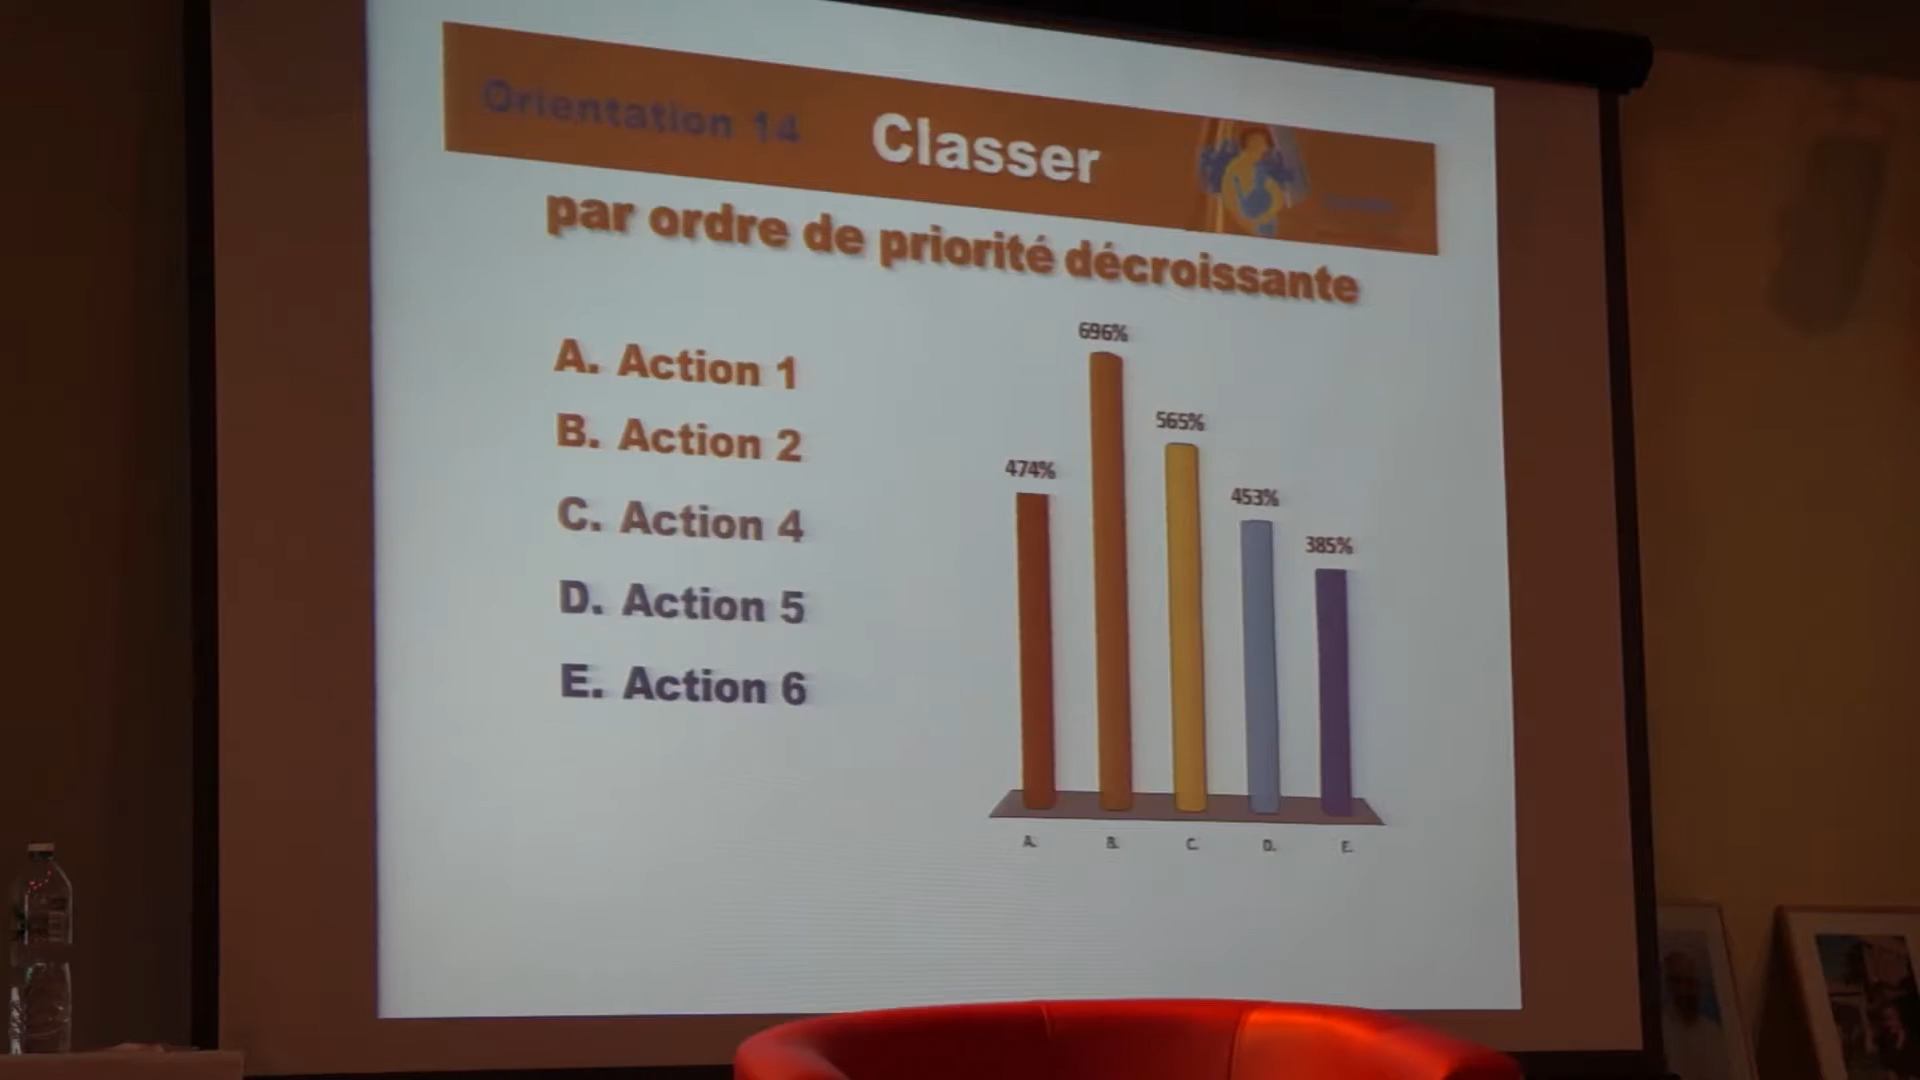 Orientation 14
Classer
par ordre de priorité décroissante
A. Action 1
B. Action 2
C. Action 4
D. Action 5
E. Action 6
696%
565%
474%
453%
385%
A. B. C. D. E.